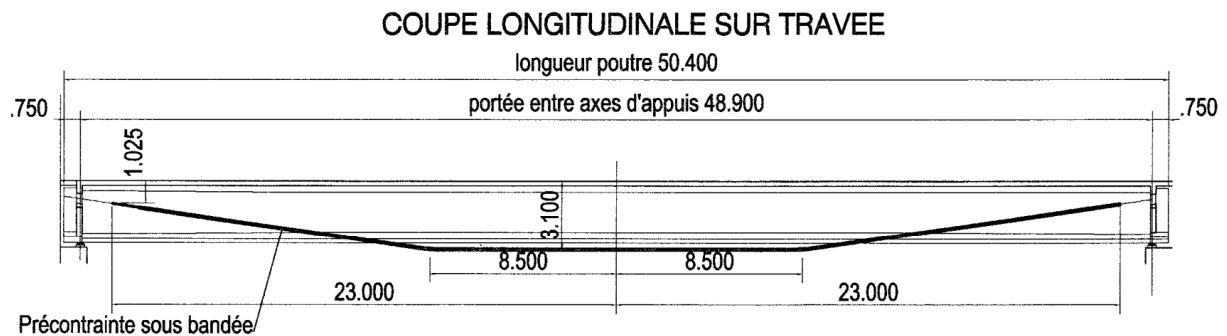 COUPE LONGITUDINALE SUR TRAVEE
longueur poutre 50.400
.750
portée entre axes d'appuis 48.900
.750
1.025
3.100
8.500
8.500
23.000
23.000
Précontrainte sous bandée